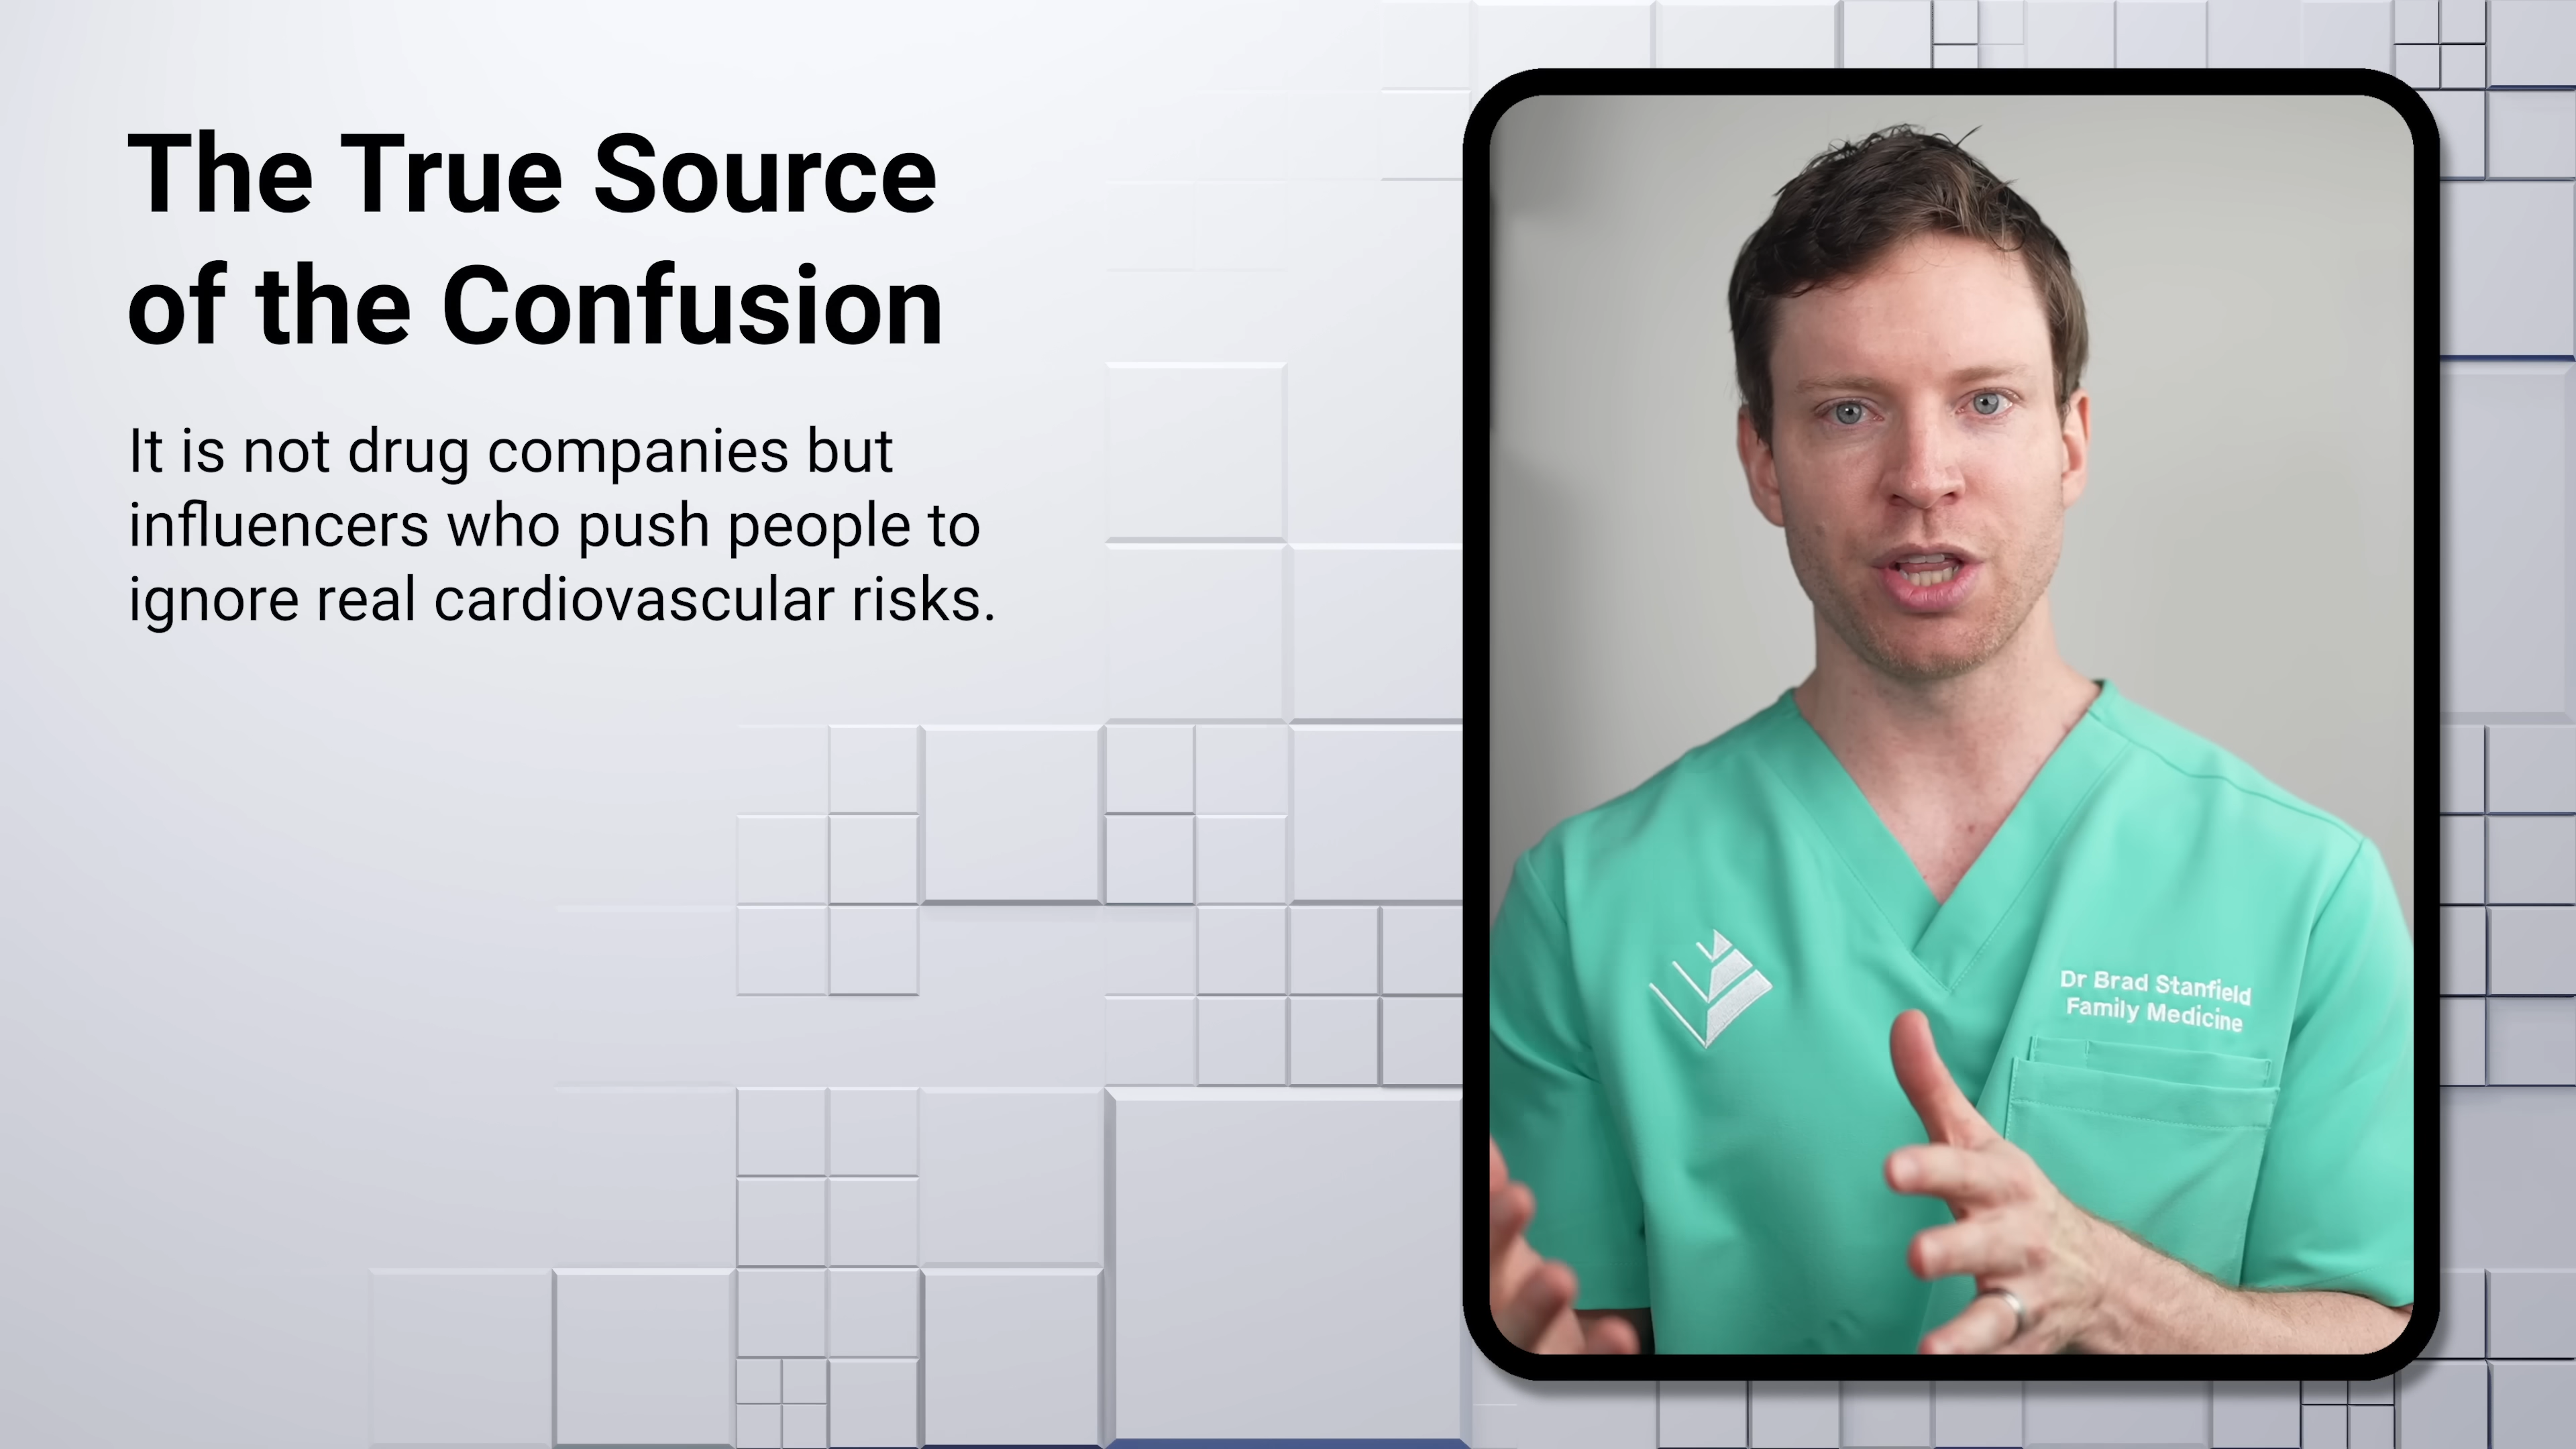 The True Source
of the Confusion
It is not drug companies but
influencers who push people to
ignore real cardiovascular risks.
Dr Brad Stanfield
Family Medicine